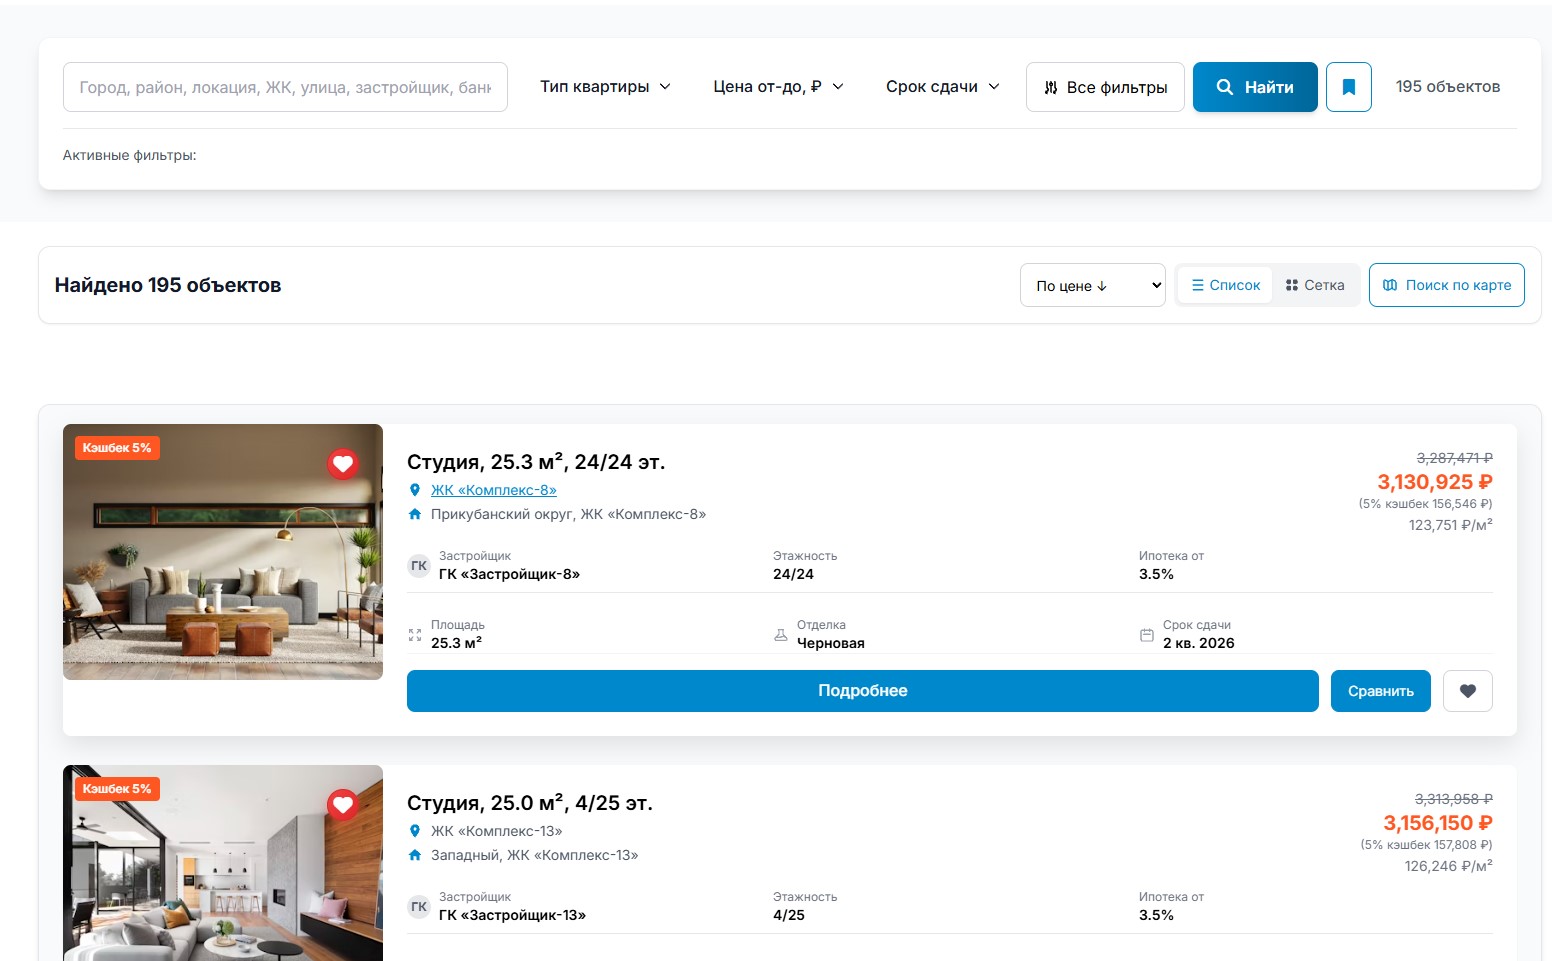 Город, район, локация, ЖК, улица, застройщик, банк
Тип квартиры
Цена от-до, ₽
Срок сдачи
Все фильтры
Найти
195 объектов
Активные фильтры:
Найдено 195 объектов
По цене ↓
Список
Сетка
Поиск по карте
Кэшбек 5%
Студия, 25.3 м², 24/24 эт.
ЖК «Комплекс-8»
Прикубанский округ, ЖК «Комплекс-8»
3,287,471 ₽
3,130,925 ₽
(5% кэшбек 156,546 ₽)
123,751 ₽/м²
ГК
Застройщик
ГК «Застройщик-8»
Этажность
24/24
Ипотека от
3.5%
Площадь
25.3 м²
Отделка
Черновая
Срок сдачи
2 кв. 2026
Подробнее
Сравнить
Кэшбек 5%
Студия, 25.0 м², 4/25 эт.
ЖК «Комплекс-13»
Западный, ЖК «Комплекс-13»
3,313,958 ₽
3,156,150 ₽
(5% кэшбек 157,808 ₽)
126,246 ₽/м²
ГК
Застройщик
ГК «Застройщик-13»
Этажность
4/25
Ипотека от
3.5%